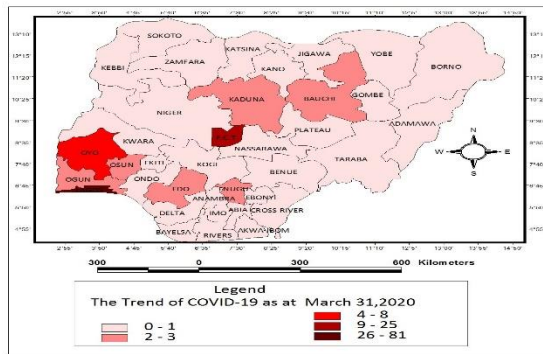 SOKOTO
KATSINA
JIGAWA
YOBE
BORNO
ZAMFARA
KEBBI
KANO
KADUNA
BAUCHI
GOMBE
NIGER
ADAMAWA
PLATEAU
KWARA
OYO
NASSARAWA
TARABA
OSUN
EKITI
KOGI
BENUE
OGUN
ONDO
EDO
ENUGU
ANAMBRA
EBONYI
DELTA
IMO
ABIA
CROSS RIVER
BAYELSA
RIVERS
AKWA-IBOM
N
W
E
S
300
0
300
600
Kilometers
Legend
The Trend of COVID-19 as at March 31,2020
0 - 1
2 - 3
4 - 8
9 - 25
26 - 81